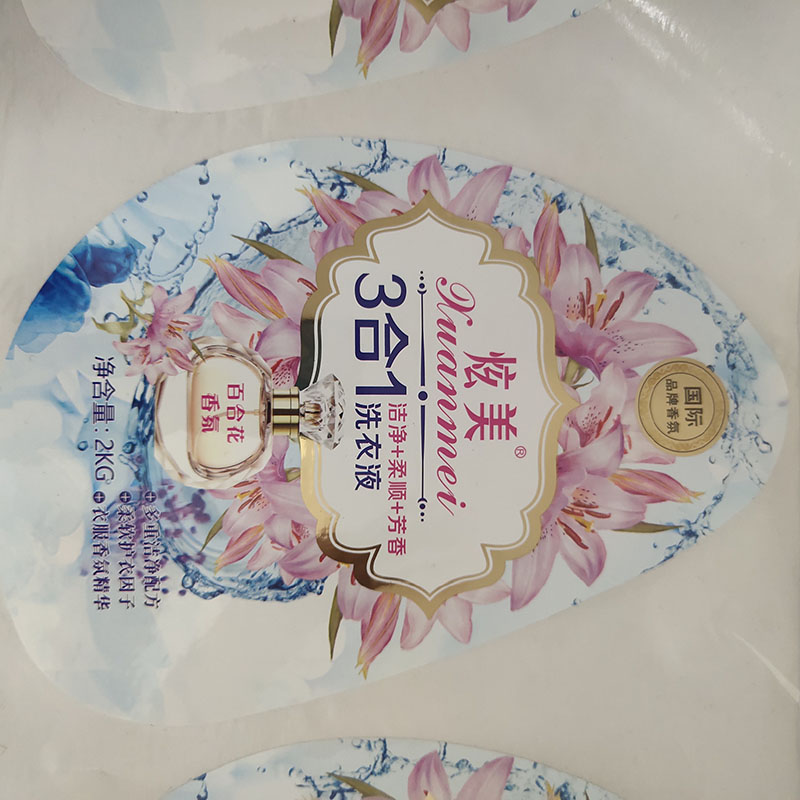 国际
品牌香氛
炫美®
Xuanmei
洁净+柔顺+芳香
3合1洗衣液
百合花
香氛
+多重洁净配方
+柔软护衣因子
+衣服香氛精华
净含量:2KG